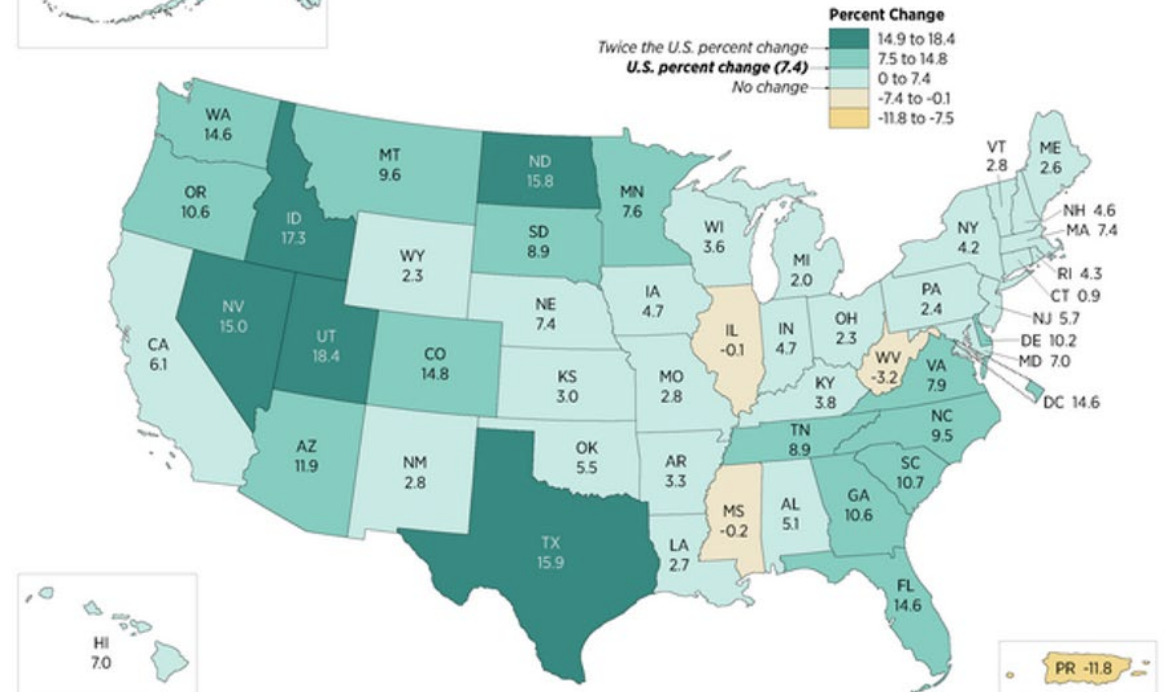 Percent Change
Twice the U.S. percent change
14.9 to 18.4
U.S. percent change (7.4)
7.5 to 14.8
No change
0 to 7.4
-7.4 to -0.1
-11.8 to -7.5
WA
14.6
MT
9.6
ND
15.8
MN
7.6
VT
2.8
ME
2.6
OR
10.6
ID
17.3
SD
8.9
WI
3.6
MI
2.0
NY
4.2
NH 4.6
MA 7.4
WY
2.3
RI 4.3
CT 0.9
NJ 5.7
DE 10.2
MD 7.0
DC 14.6
NV
15.0
UT
18.4
CO
14.8
NE
7.4
IA
4.7
IL
-0.1
IN
4.7
OH
2.3
PA
2.4
WV
-3.2
VA
7.9
CA
6.1
KS
3.0
MO
2.8
KY
3.8
NC
9.5
TN
8.9
SC
10.7
AZ
11.9
NM
2.8
OK
5.5
AR
3.3
MS
-0.2
AL
5.1
GA
10.6
TX
15.9
LA
2.7
FL
14.6
HI
7.0
PR -11.8